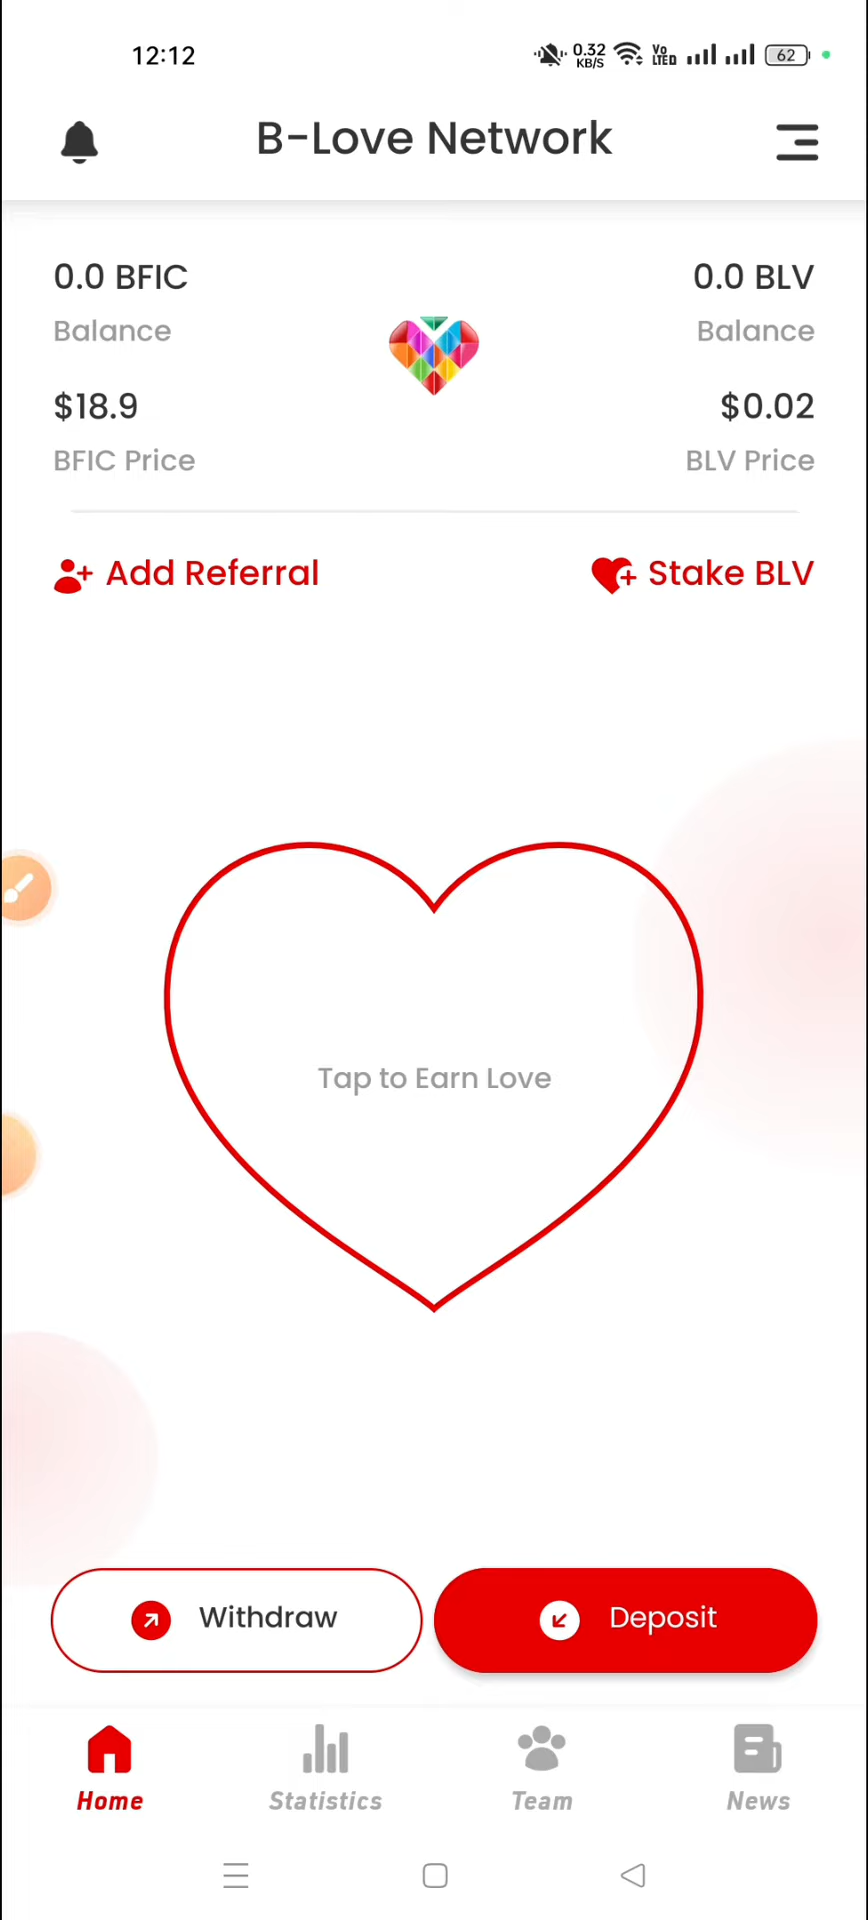 12:12
0.32
KB/S
Vo
LTED
62
B-Love Network
0.0 BFIC
0.0 BLV
Balance
Balance
$18.9
$0.02
BFIC Price
BLV Price
Add Referral
Stake BLV
Tap to Earn Love
Withdraw
Deposit
Home
Statistics
Team
News